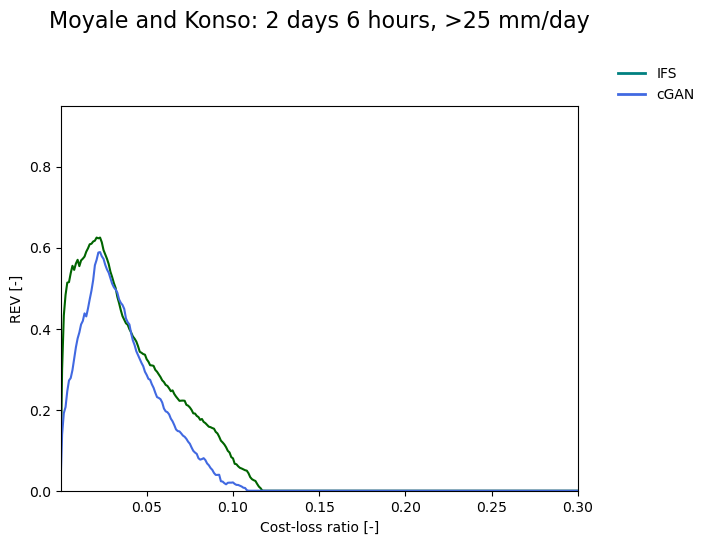 Moyale and Konso: 2 days 6 hours, >25 mm/day
IFS
cGAN
0.8
0.6
0.4
0.2
0.0
REV [-]
0.05
0.10
0.15
0.20
0.25
0.30
Cost-loss ratio [-]